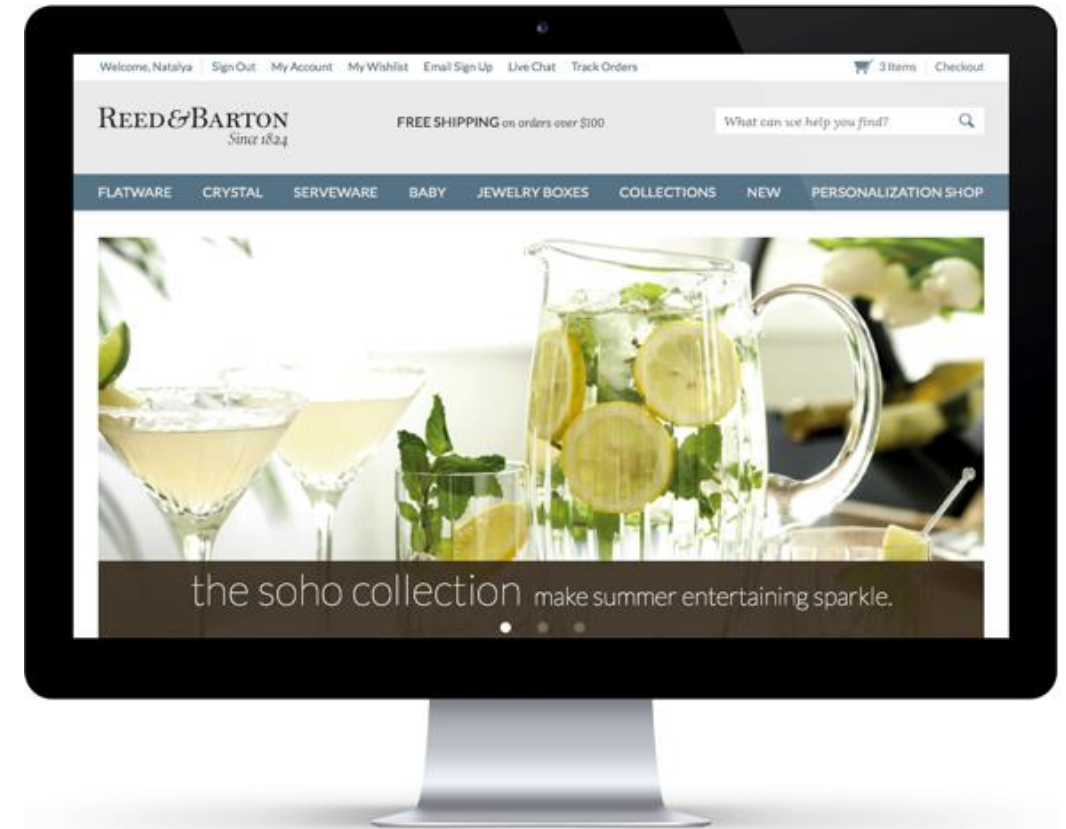 Welcome, Natalya Sign Out My Account My Wishlist Email Sign Up Live Chat Track Orders 3 Items Checkout
REED & BARTON
Since 1824
FREE SHIPPING on orders over $100
What can we help you find?
FLATWARE CRYSTAL SERVEWARE BABY JEWELRY BOXES COLLECTIONS NEW PERSONALIZATION SHOP
the soho collection make summer entertaining sparkle.